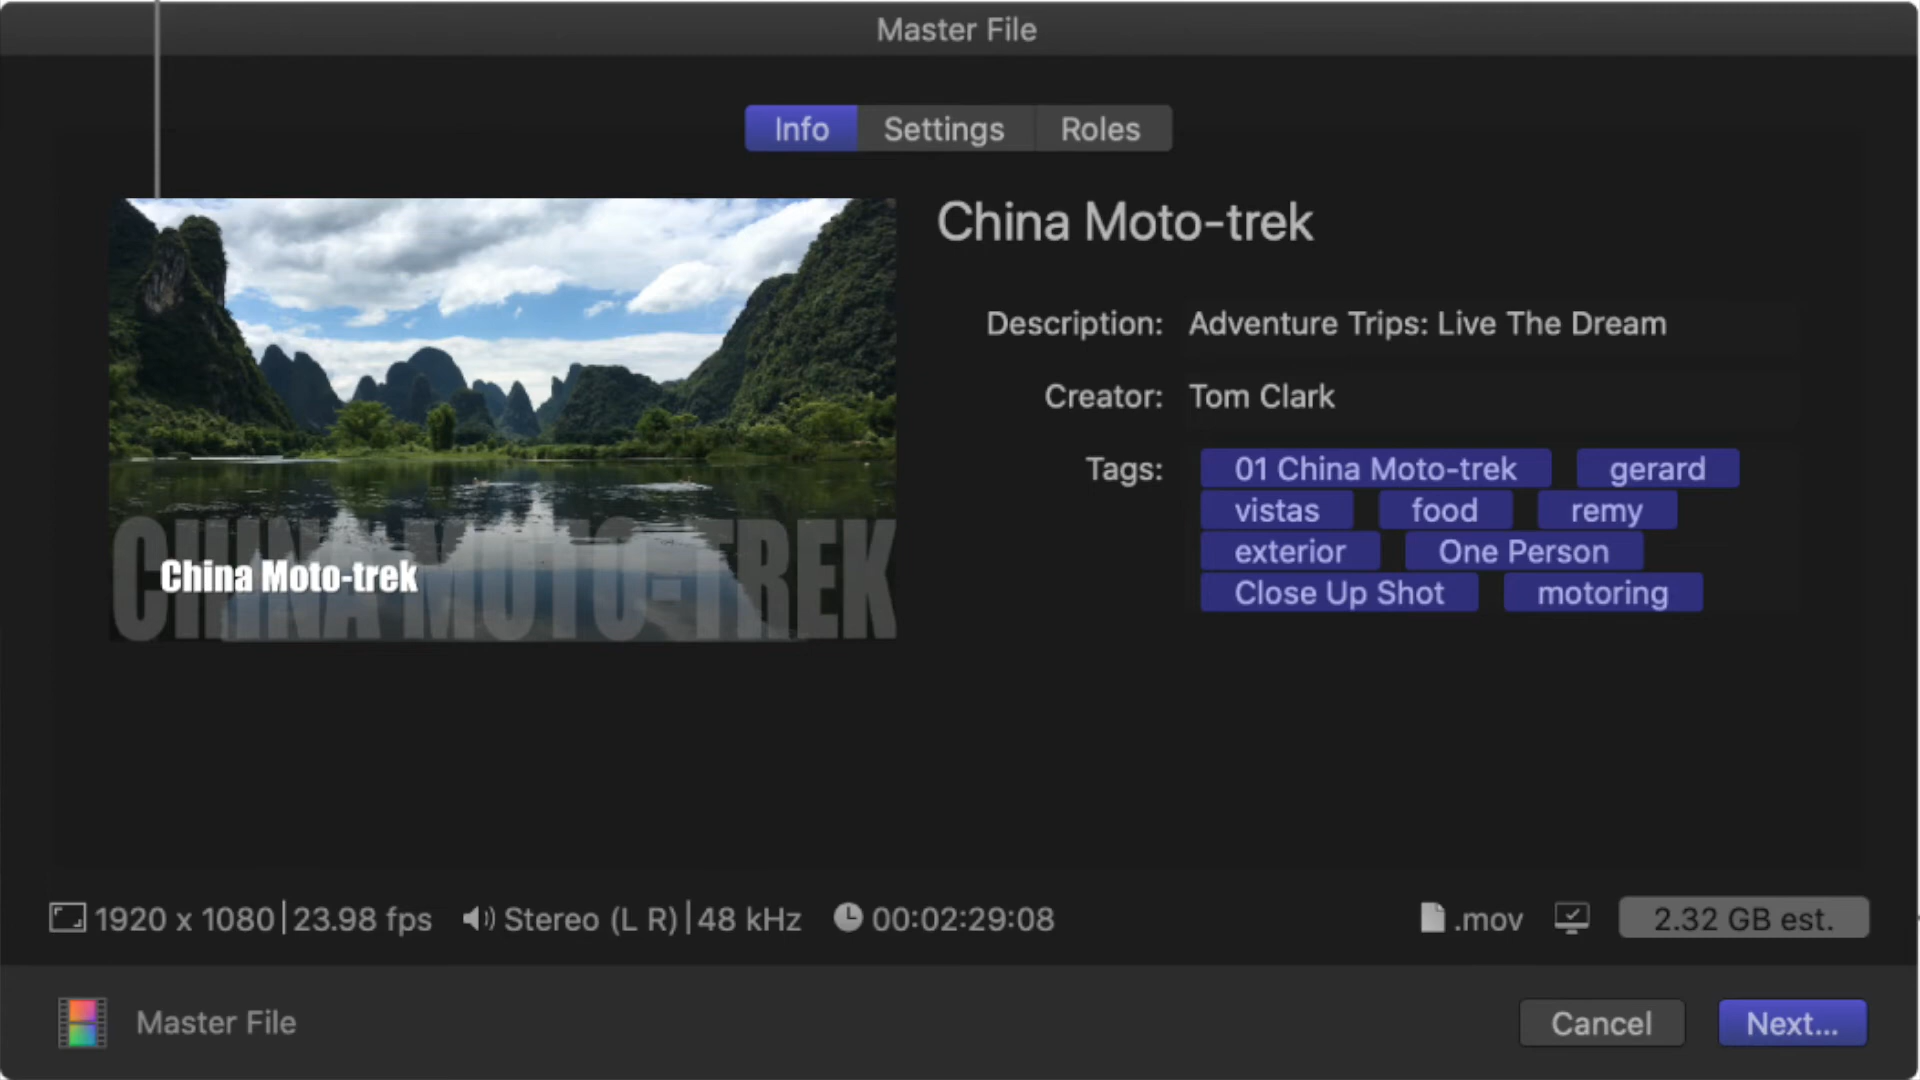 Master File
Info Settings Roles
China Moto-trek
Description: Adventure Trips: Live The Dream
Creator: Tom Clark
Tags: 01 China Moto-trek gerard
vistas food remy
exterior One Person
Close Up Shot motoring
CHINA MOTO-TREK
China Moto-trek
1920 x 1080|23.98 fps Stereo (L R)|48 kHz 00:02:29:08 .mov 2.32 GB est.
Master File Cancel Next...